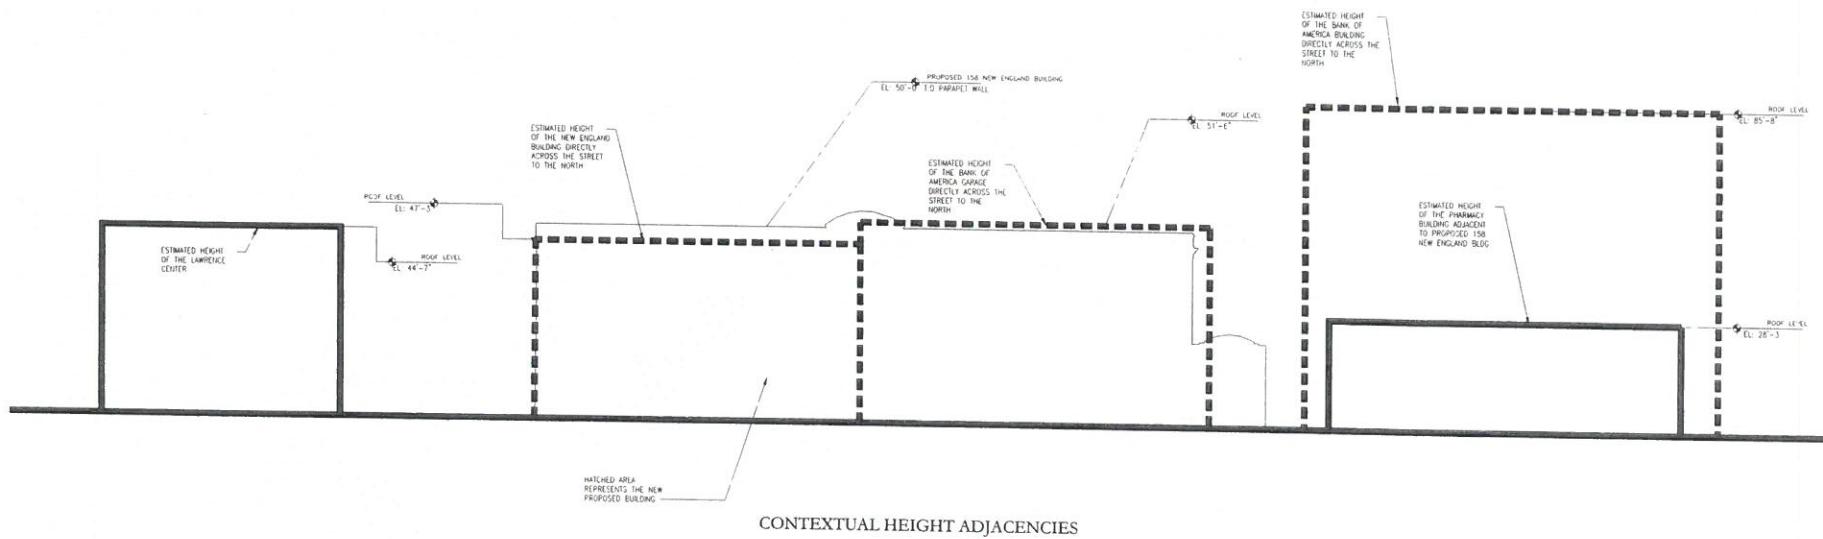 ESTIMATED HEIGHT
OF THE BANK OF
AMERICA BUILDING
DIRECTLY ACROSS THE
STREET TO THE
NORTH
PROPOSED 158 NEW ENGLAND BUILDING
EL: 50'-0" T.O PARAPET WALL
ROOF LEVEL
EL: 85'-8"
ROOF LEVEL
EL: 51'-6"
ESTIMATED HEIGHT
OF THE NEW ENGLAND
BUILDING DIRECTLY
ACROSS THE STREET
TO THE NORTH
ESTIMATED HEIGHT
OF THE BANK OF
AMERICA GARAGE
DIRECTLY ACROSS THE
STREET TO THE
NORTH
ROOF LEVEL
EL: 47'-3"
ESTIMATED HEIGHT
OF THE PHARMACY
BUILDING ADJACENT
TO PROPOSED 158
NEW ENGLAND BLDG
ESTIMATED HEIGHT
OF THE LAWRENCE
CENTER
ROOF LEVEL
EL: 44'-7"
ROOF LEVEL
EL: 28'-3
HATCHED AREA
REPRESENTS THE NEW
PROPOSED BUILDING
CONTEXTUAL HEIGHT ADJACENCIES